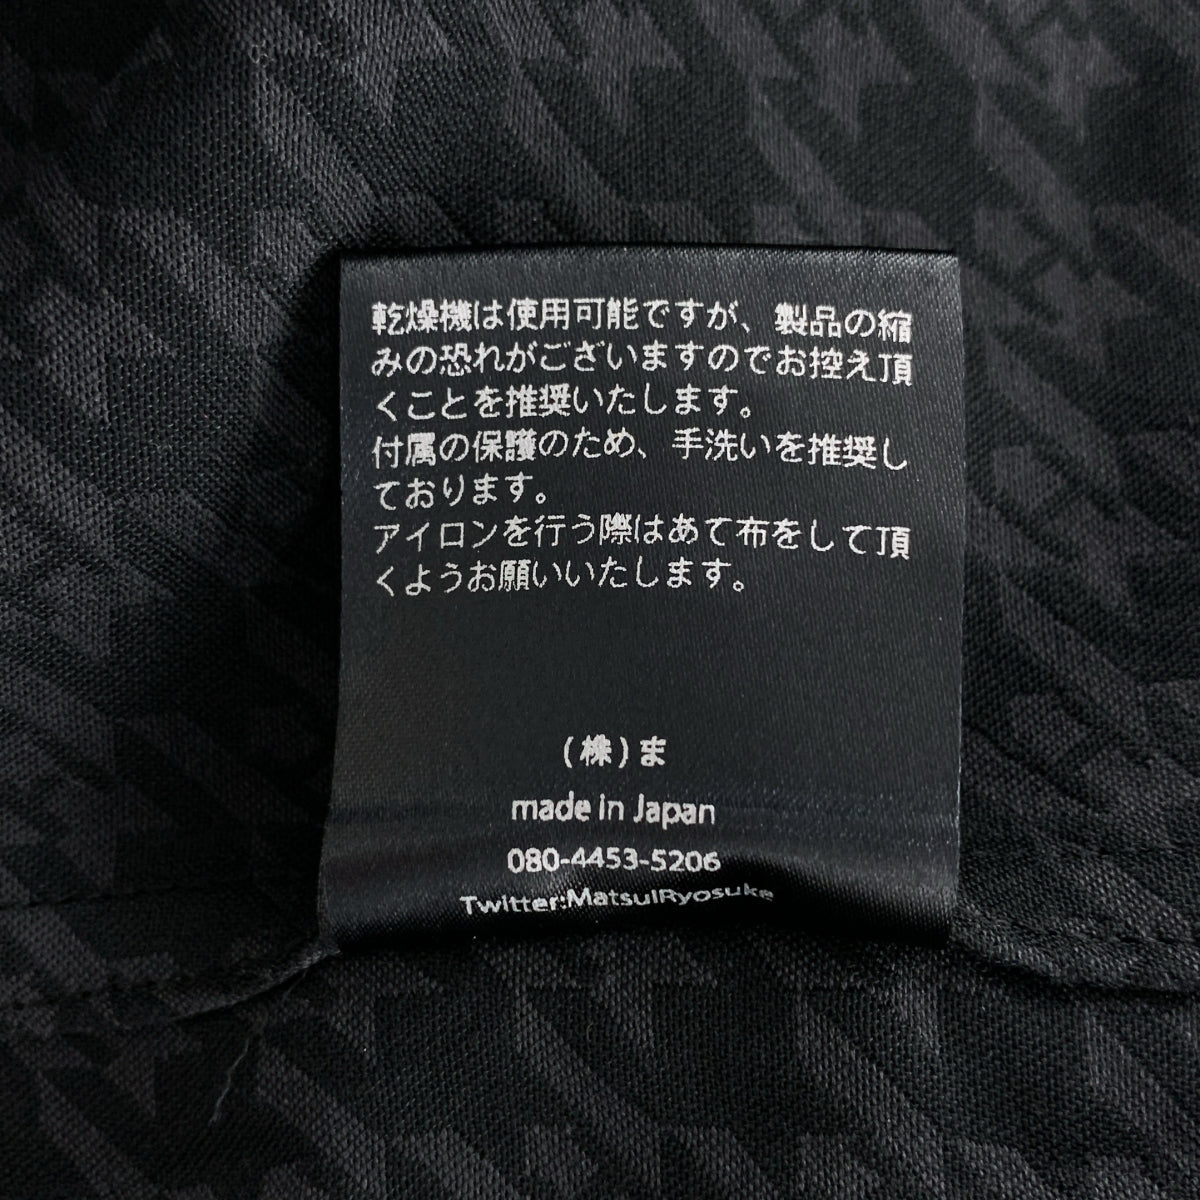 乾燥機は使用可能ですが、製品の縮
みの恐れがございますのでお控え頂
くことを推奨いたします。
付属の保護のため、手洗いを推奨し
ております。
アイロンを行う際はあて布をして頂
くようお願いいたします。
(株)ま
made in Japan
080-4453-5206
Twitter:MatsuiRyosuke